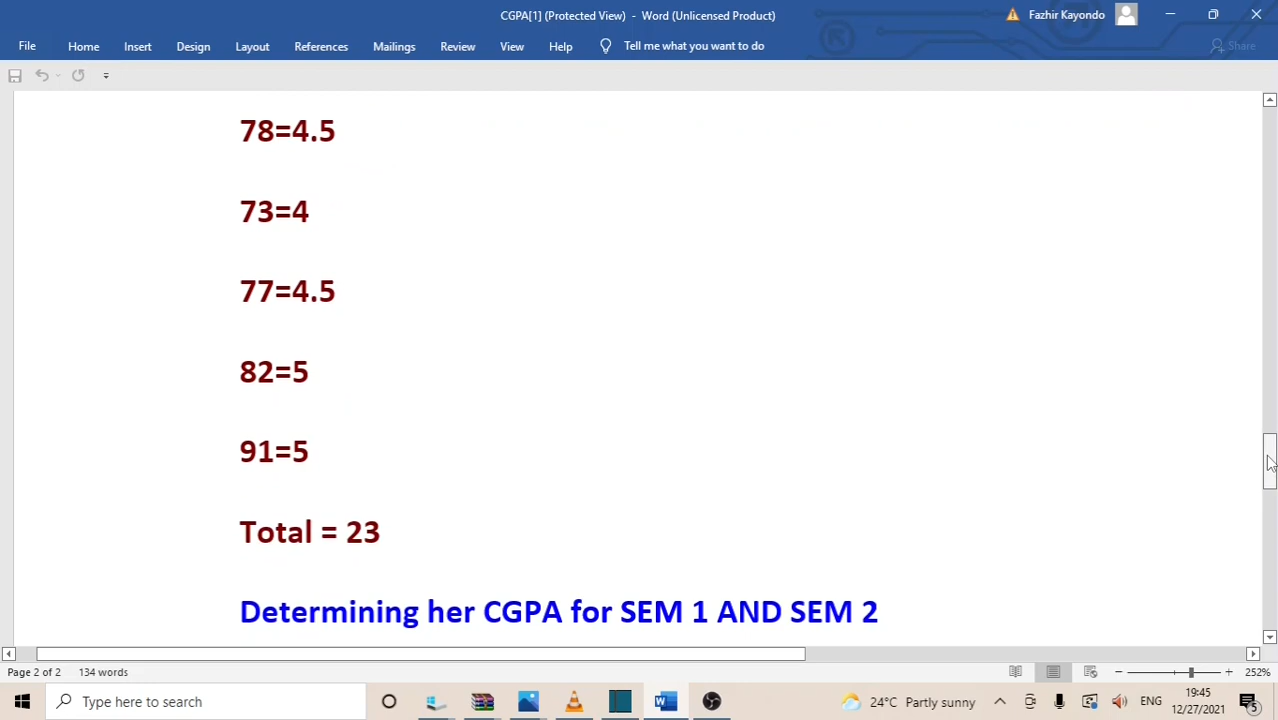 CGPA[1] (Protected View) - Word (Unlicensed Product)
Fazhir Kayondo
File Home Insert Design Layout References Mailings Review View Help Tell me what you want to do Share
78=4.5
73=4
77=4.5
82=5
91=5
Total = 23
Determining her CGPA for SEM 1 AND SEM 2
Page 2 of 2 134 words 252%
Type here to search
24°C Partly sunny
ENG
19:45
12/27/2021
5